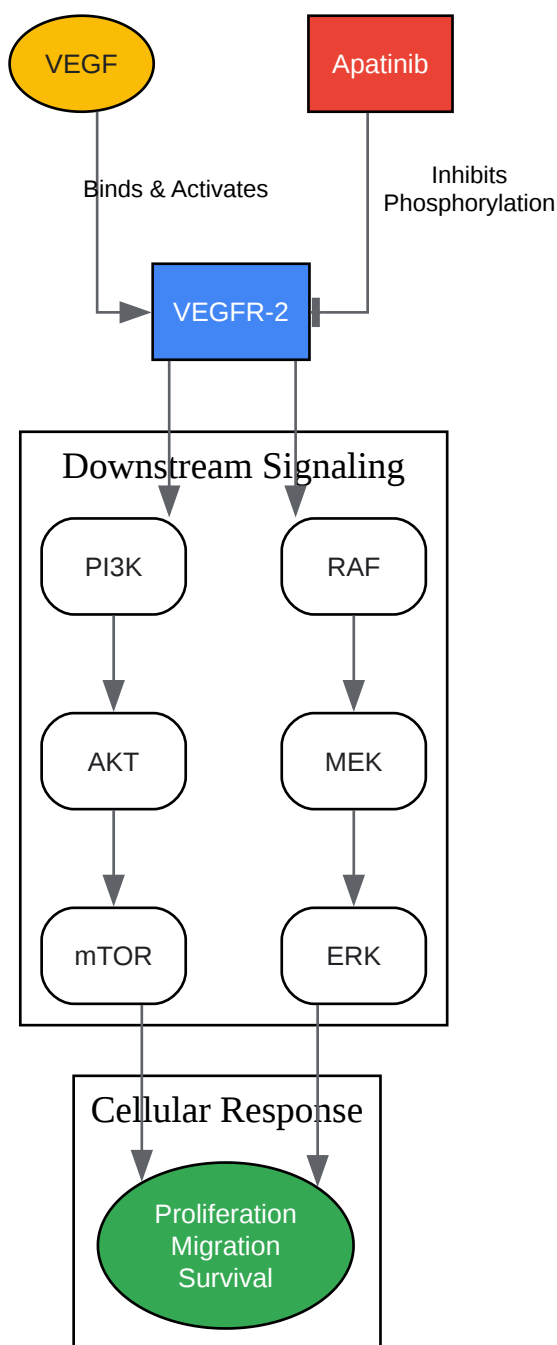 VEGF
Apatinib
Binds & Activates
Inhibits
Phosphorylation
VEGFR-2
Downstream Signaling
PI3K
RAF
AKT
MEK
mTOR
ERK
Cellular Response
Proliferation
Migration
Survival